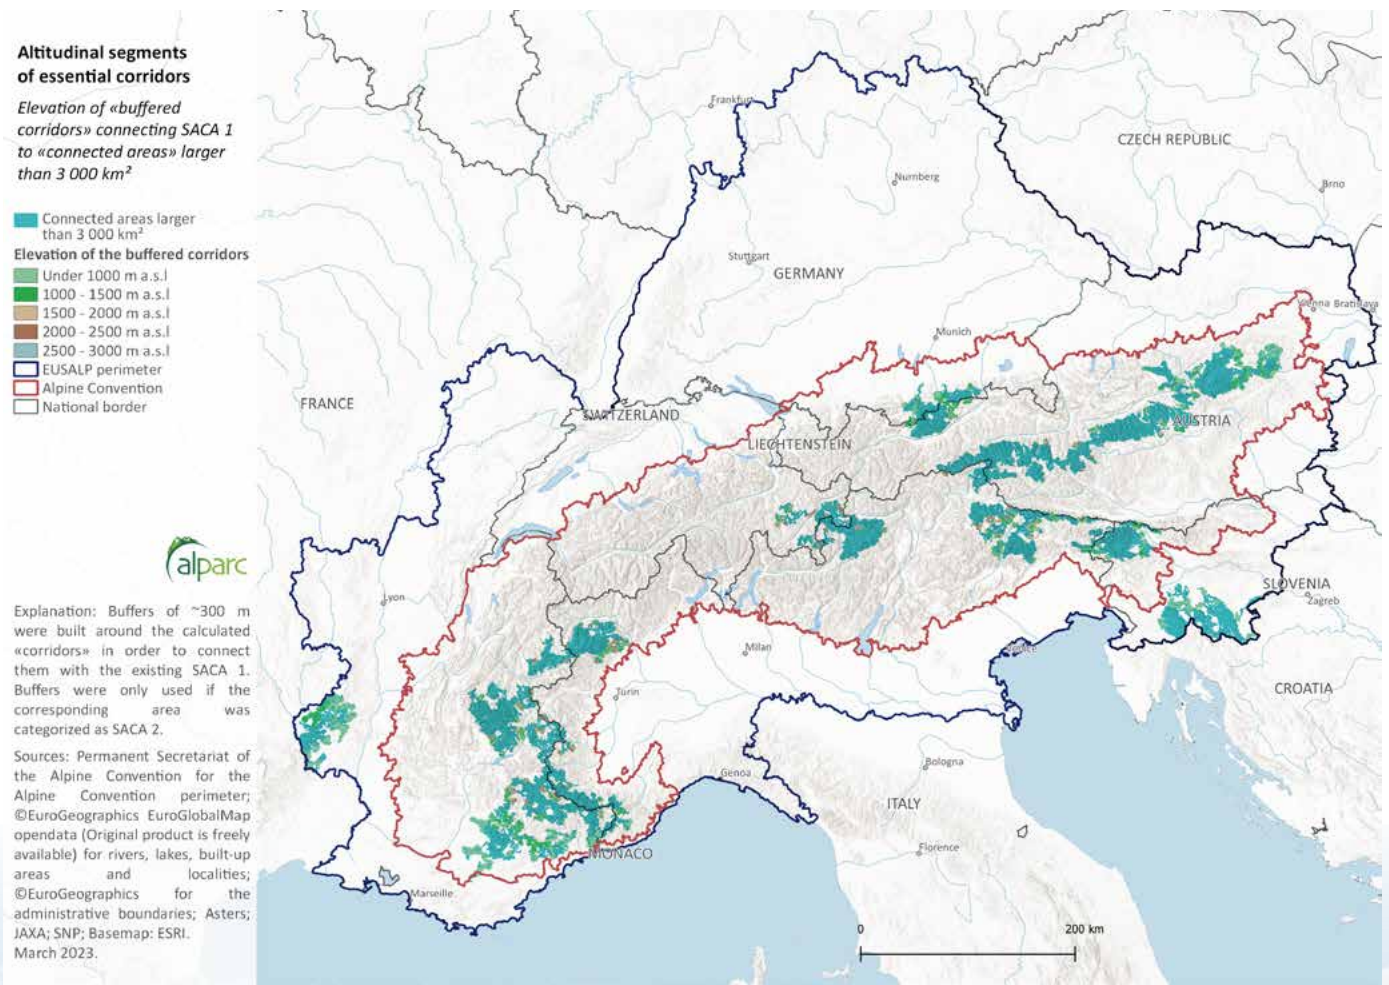 Altitudinal segments
of essential corridors
Elevation of «buffered
corridors» connecting SACA 1
to «connected areas» larger
than 3 000 km²
Connected areas larger
than 3 000 km²
Elevation of the buffered corridors
Under 1000 m a.s.l
1000 - 1500 m a.s.l
1500 - 2000 m a.s.l
2000 - 2500 m a.s.l
2500 - 3000 m a.s.l
EUSALP perimeter
Alpine Convention
National border
alparc
Explanation: Buffers of ~300 m
were built around the calculated
«corridors» in order to connect
them with the existing SACA 1.
Buffers were only used if the
corresponding area was
categorized as SACA 2.
Sources: Permanent Secretariat of
the Alpine Convention for the
Alpine Convention perimeter;
©EuroGeographics EuroGlobalMap
opendata (Original product is freely
available) for rivers, lakes, built-up
areas and localities;
©EuroGeographics for the
administrative boundaries; Asters;
JAXA; SNP; Basemap: ESRI.
March 2023.
Frankfurt
CZECH REPUBLIC
Nurnberg
Brno
Stuttgart
GERMANY
Vienna Bratislava
Munich
FRANCE
SWITZERLAND
LIECHTENSTEIN
AUSTRIA
SLOVENIA
Zagreb
Lyon
Milan
Venice
CROATIA
Turin
Genoa
Bologna
ITALY
MONACO
Florence
Marseille
0 200 km